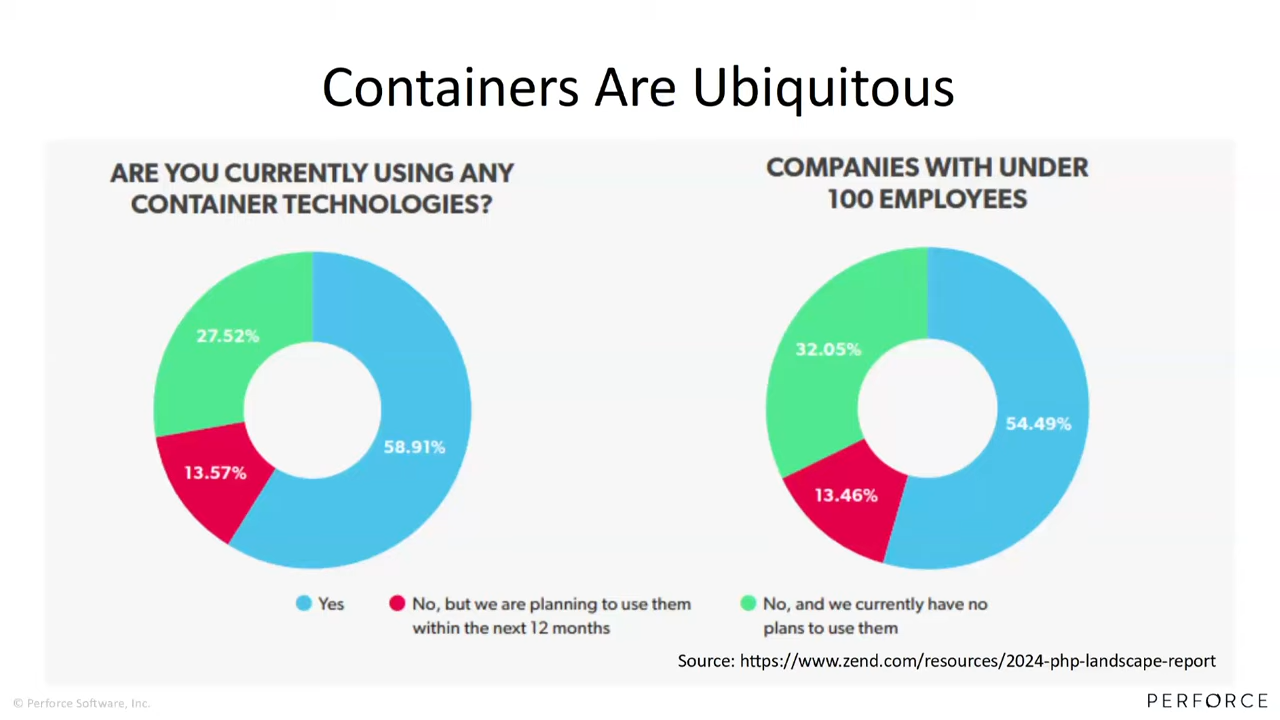 Containers Are Ubiquitous
ARE YOU CURRENTLY USING ANY
CONTAINER TECHNOLOGIES?
27.52%
13.57%
58.91%
COMPANIES WITH UNDER
100 EMPLOYEES
32.05%
13.46%
54.49%
Yes
No, but we are planning to use them
within the next 12 months
No, and we currently have no
plans to use them
Source: https://www.zend.com/resources/2024-php-landscape-report
© Perforce Software, Inc.
PERFORCE